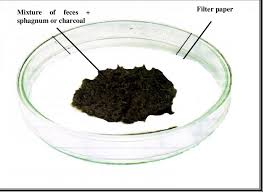 Mixture of feces +
sphagnum or charcoal
Filter paper